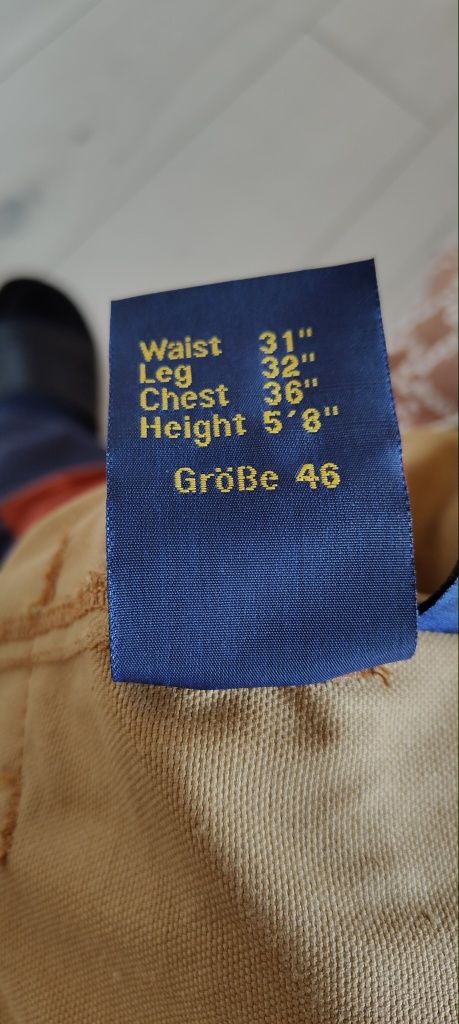 Waist 31"
Leg 32"
Chest 36"
Height 5'8"
Größe 46